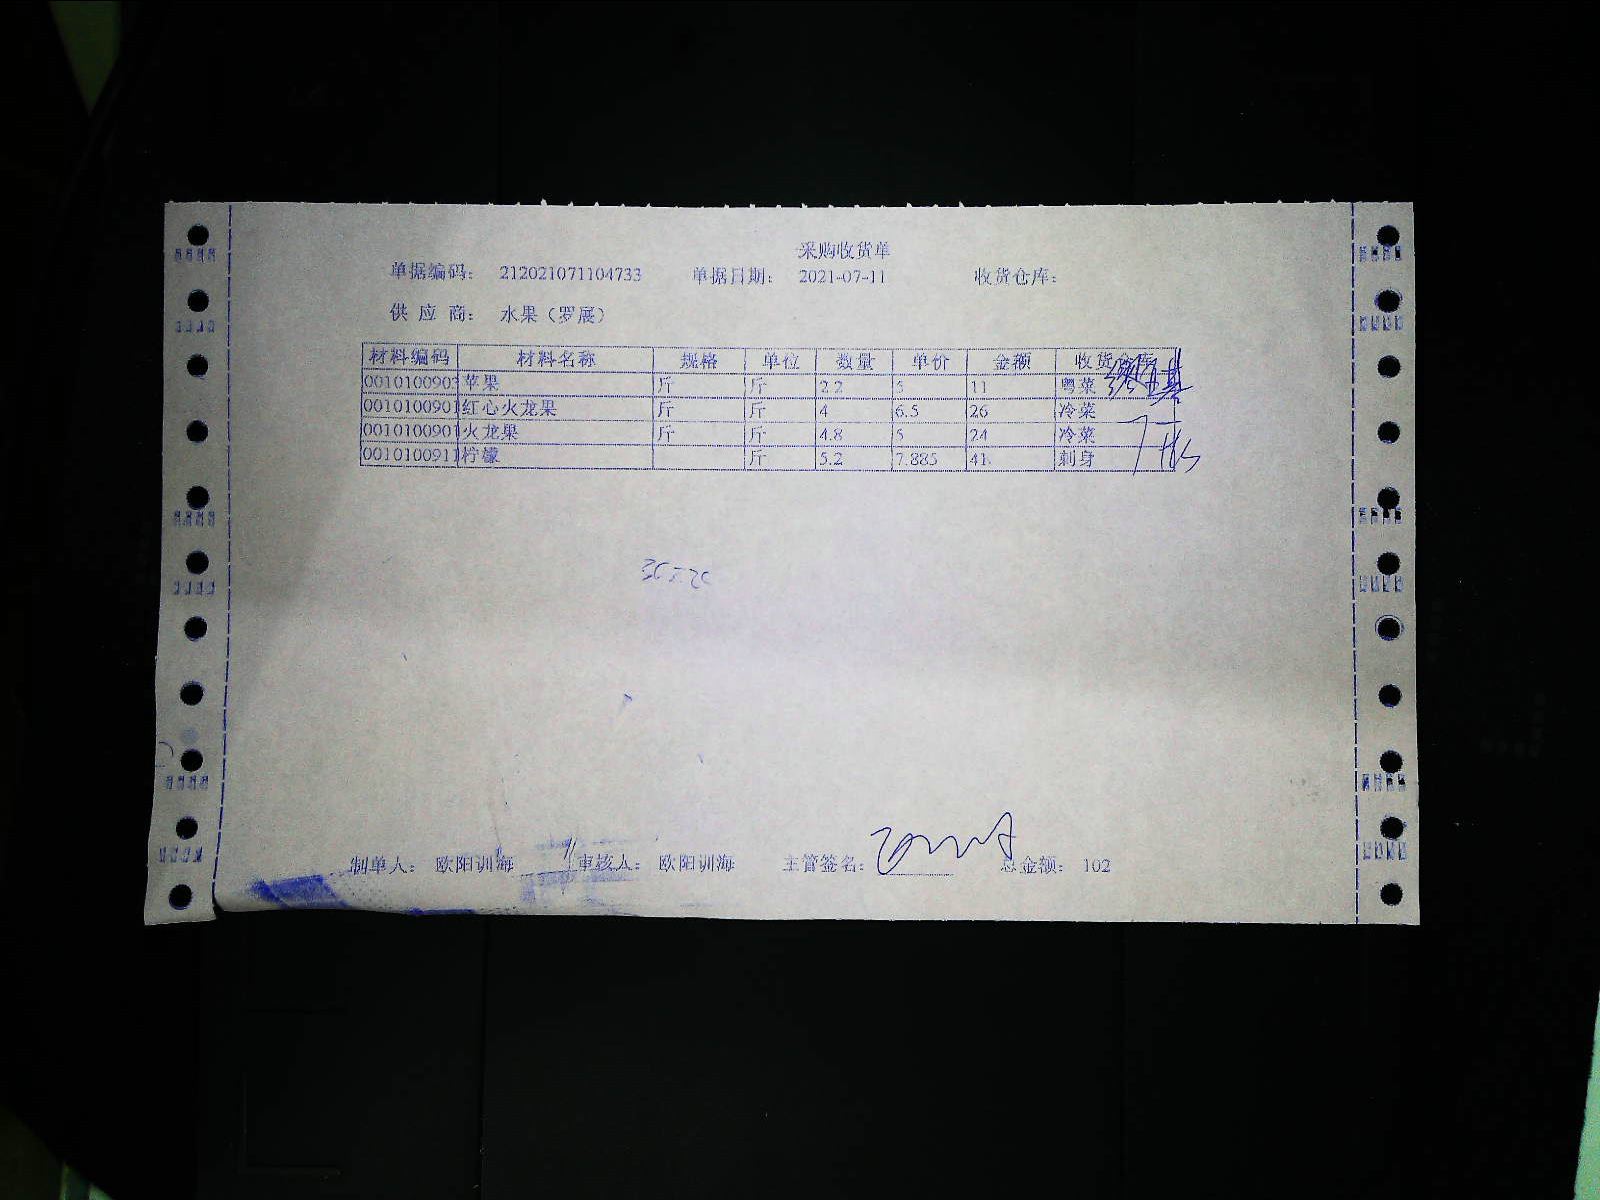 采购收货单
单据编码： 212021071104733 单据日期： 2021-07-11 收货仓库：
供 应 商： 水果（罗展）
材料编码 材料名称 规格 单位 数量 单价 金额 收货仓库
0010100903 苹果 斤 斤 2.2 5 11 粤菜
0010100901 红心火龙果 斤 斤 4 6.5 26 冷菜
0010100901 火龙果 斤 斤 4.8 5 24 冷菜
0010100911 柠檬 斤 5.2 7.885 41 刺身
制单人： 欧阳训海 审核人： 欧阳训海 主管签名： 总金额： 102